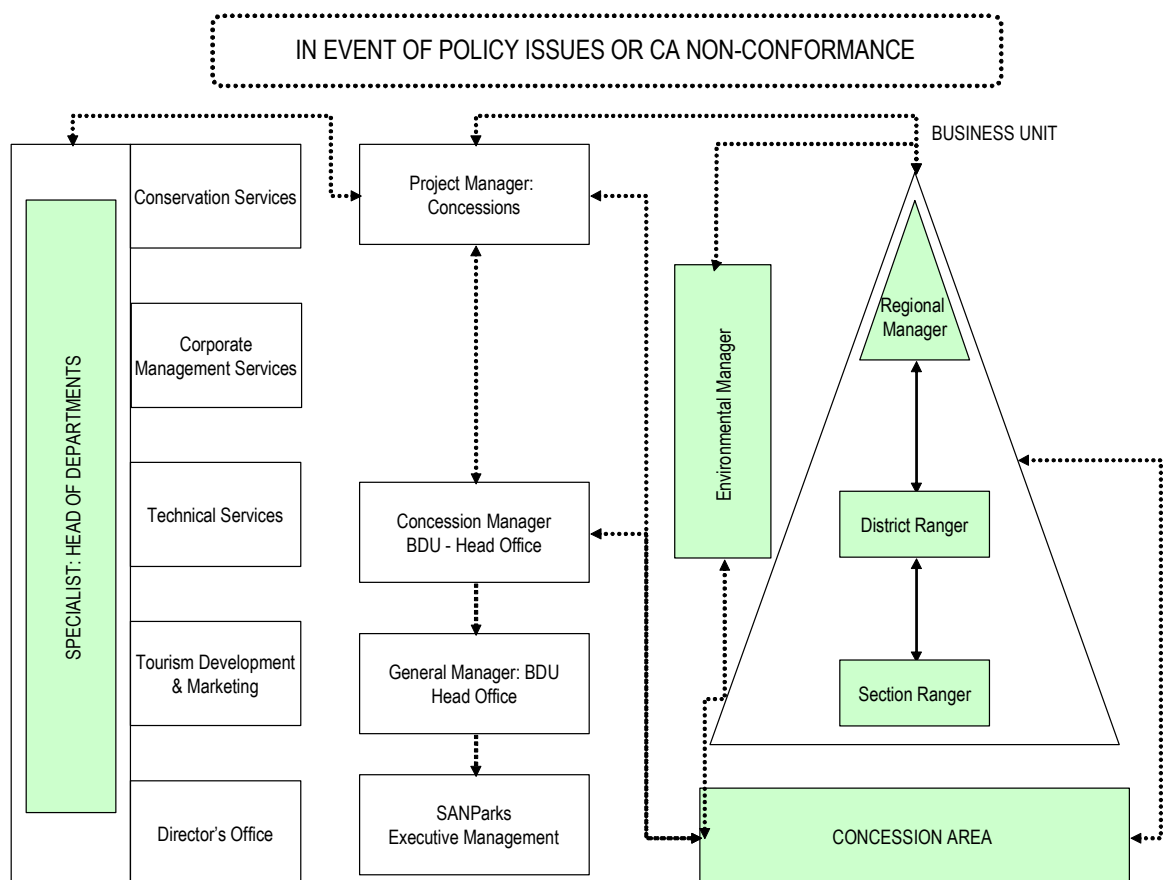 IN EVENT OF POLICY ISSUES OR CA NON-CONFORMANCE
BUSINESS UNIT
SPECIALIST: HEAD OF DEPARTMENTS
Conservation Services
Corporate
Management Services
Technical Services
Tourism Development
& Marketing
Director's Office
Project Manager:
Concessions
Concession Manager
BDU - Head Office
General Manager: BDU
Head Office
SANParks
Executive Management
Environmental Manager
Regional
Manager
District Ranger
Section Ranger
CONCESSION AREA